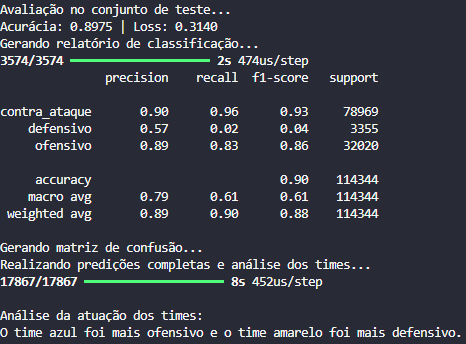 Avaliação no conjunto de teste...
Acurácia: 0.8975 | Loss: 0.3140
Gerando relatório de classificação...
3574/3574 ━━━━━━━━━━━━━━━━━━━━ 2s 474us/step
              precision    recall  f1-score   support

contra_ataque       0.90      0.96      0.93     78969
    defensivo       0.57      0.02      0.04      3355
     ofensivo       0.89      0.83      0.86     32020

     accuracy                           0.90    114344
    macro avg       0.79      0.61      0.61    114344
 weighted avg       0.89      0.90      0.88    114344

Gerando matriz de confusão...
Realizando predições completas e análise dos times...
17867/17867 ━━━━━━━━━━━━━━━━━━━━ 8s 452us/step

Análise da atuação dos times:
O time azul foi mais ofensivo e o time amarelo foi mais defensivo.